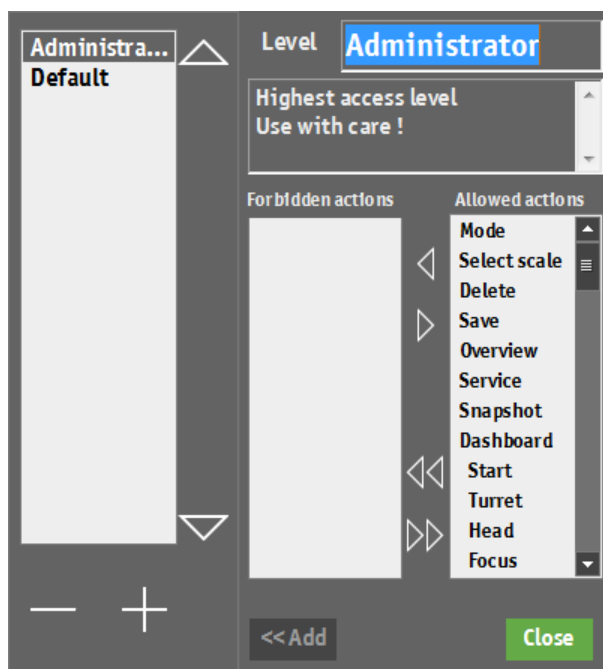 Administra...
Default
Level
Administrator
Highest access level
Use with care !
Forbidden actions
Allowed actions
Mode
Select scale
Delete
Save
Overview
Service
Snapshot
Dashboard
Start
Turret
Head
Focus
<< Add
Close